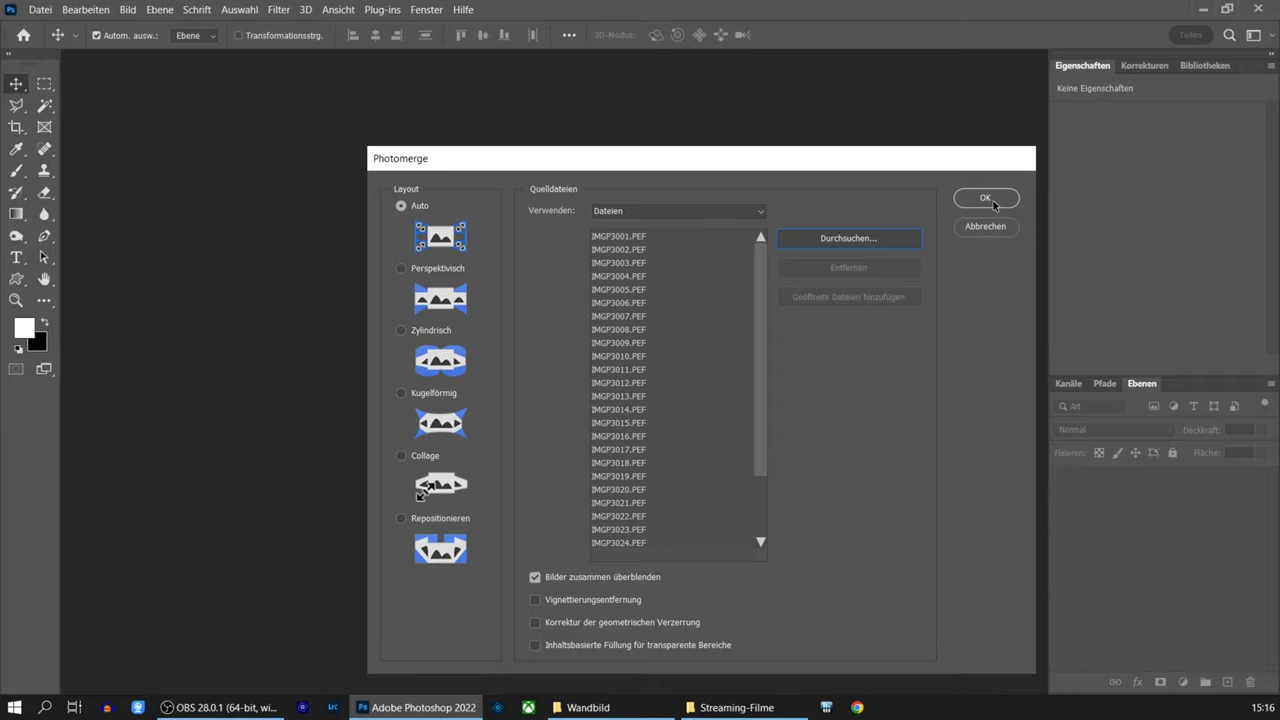 Ps Datei Bearbeiten Bild Ebene Schrift Auswahl Filter 3D Ansicht Plug-ins Fenster Hilfe
Autom. ausw.: Ebene Transformationsstrg. 3D-Modus: Teilen
Eigenschaften Korrekturen Bibliotheken
Keine Eigenschaften
Photomerge
Layout
Auto
Perspektivisch
Zylindrisch
Kugelförmig
Collage
Repositionieren
Quelldateien
Verwenden: Dateien
IMGP3001.PEF
IMGP3002.PEF
IMGP3003.PEF
IMGP3004.PEF
IMGP3005.PEF
IMGP3006.PEF
IMGP3007.PEF
IMGP3008.PEF
IMGP3009.PEF
IMGP3010.PEF
IMGP3011.PEF
IMGP3012.PEF
IMGP3013.PEF
IMGP3014.PEF
IMGP3015.PEF
IMGP3016.PEF
IMGP3017.PEF
IMGP3018.PEF
IMGP3019.PEF
IMGP3020.PEF
IMGP3021.PEF
IMGP3022.PEF
IMGP3023.PEF
IMGP3024.PEF
Durchsuchen...
Entfernen
Geöffnete Dateien hinzufügen
OK
Abbrechen
Bilder zusammen überblenden
Vignettierungsentfernung
Korrektur der geometrischen Verzerrung
Inhaltsbasierte Füllung für transparente Bereiche
Kanäle Pfade Ebenen
Art
Normal Deckkraft:
Fixieren: Fläche:
fx
OBS 28.0.1 (64-bit, wi... Lrc Ps Adobe Photoshop 2022 Wandbild Streaming-Filme 15:16